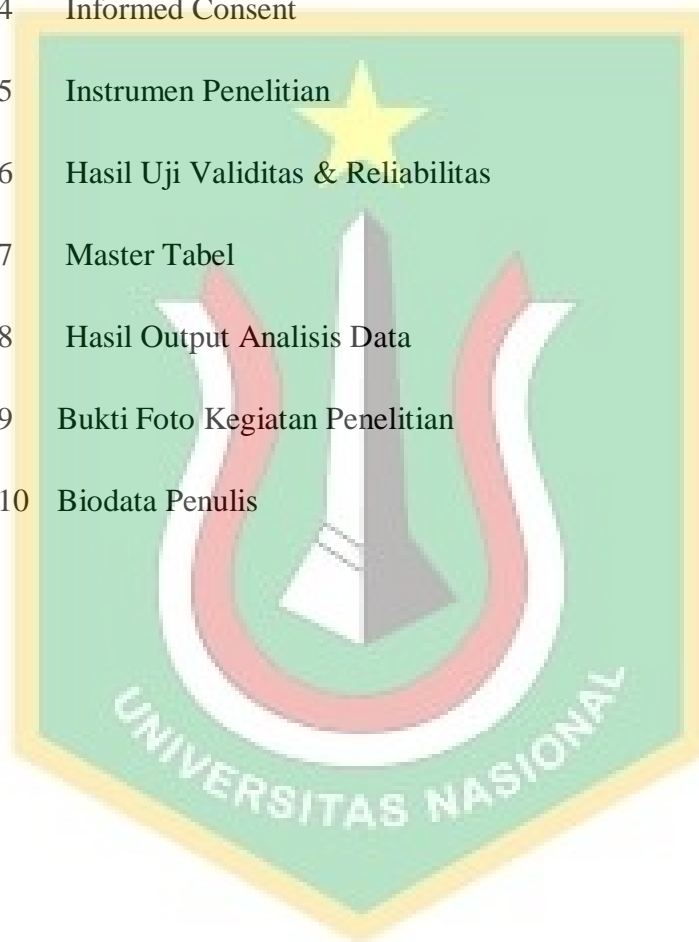 4 Informed Consent
5 Instrumen Penelitian
6 Hasil Uji Validitas & Reliabilitas
7 Master Tabel
8 Hasil Output Analisis Data
9 Bukti Foto Kegiatan Penelitian
10 Biodata Penulis
UNIVERSITAS NASIONAL